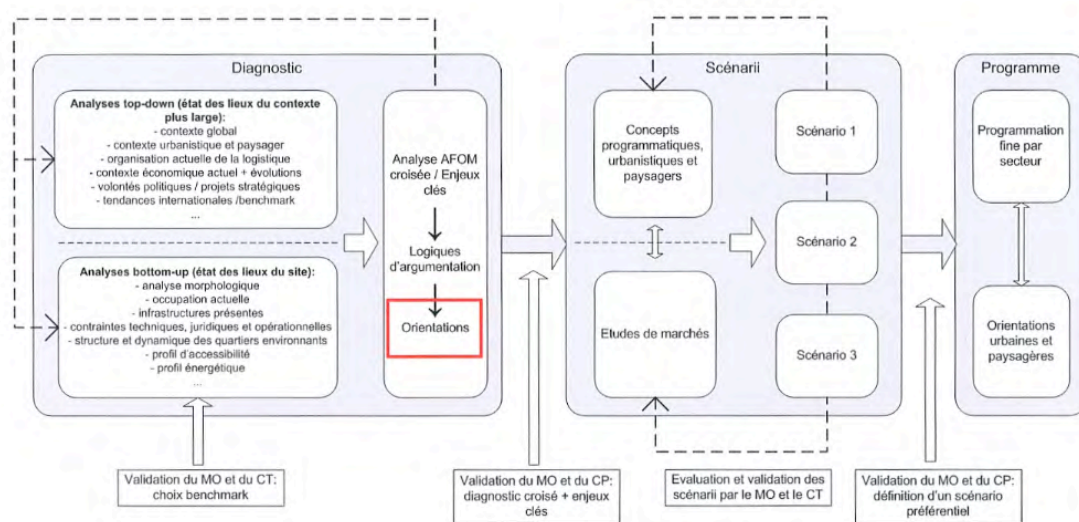 Diagnostic
Analyses top-down (état des lieux du contexte
plus large):
- contexte global
- contexte urbanistique et paysager
- organisation actuelle de la logistique
- contexte économique actuel + évolutions
- volontés politiques / projets stratégiques
- tendances internationales /benchmark
...
Analyses bottom-up (état des lieux du site):
- analyse morphologique
- occupation actuelle
- infrastructures présentes
- contraintes techniques, juridiques et opérationnelles
- structure et dynamique des quartiers environnants
- profil d'accessibilité
- profil énergétique
...
Analyse AFOM
croisée / Enjeux
clés
Logiques
d'argumentation
Orientations
Scénarii
Concepts
programmatiques,
urbanistiques et
paysagers
Etudes de marchés
Scénario 1
Scénario 2
Scénario 3
Programme
Programmation
fine par
secteur
Orientations
urbaines et
paysagères
Validation du MO et du CT:
choix benchmark
Validation du MO et du CP:
diagnostic croisé + enjeux
clés
Evaluation et validation des
scénarii par le MO et le CT
Validation du MO et du CP:
définition d'un scénario
préférentiel